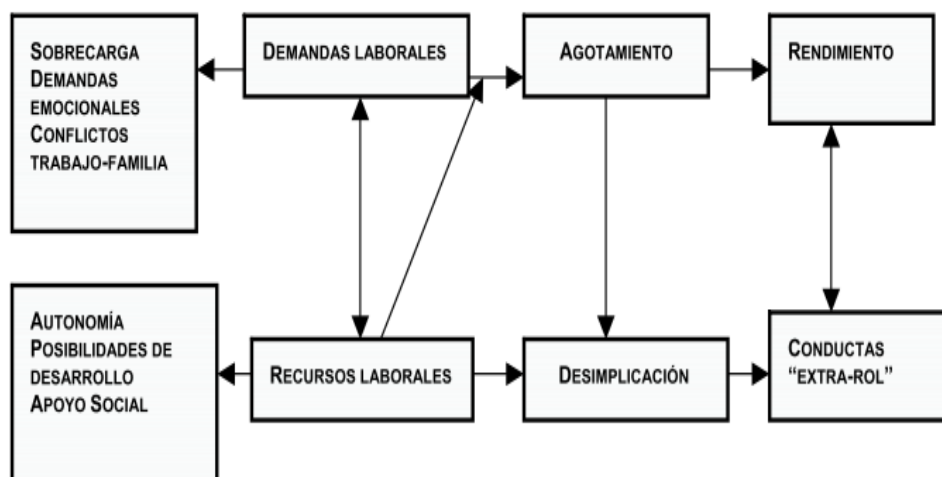 SOBRECARGA
DEMANDAS
EMOCIONALES
CONFLICTOS
TRABAJO-FAMILIA
DEMANDAS LABORALES
AGOTAMIENTO
RENDIMIENTO
AUTONOMÍA
POSIBILIDADES DE
DESARROLLO
APOYO SOCIAL
RECURSOS LABORALES
DESIMPLICACIÓN
CONDUCTAS
“EXTRA-ROL”